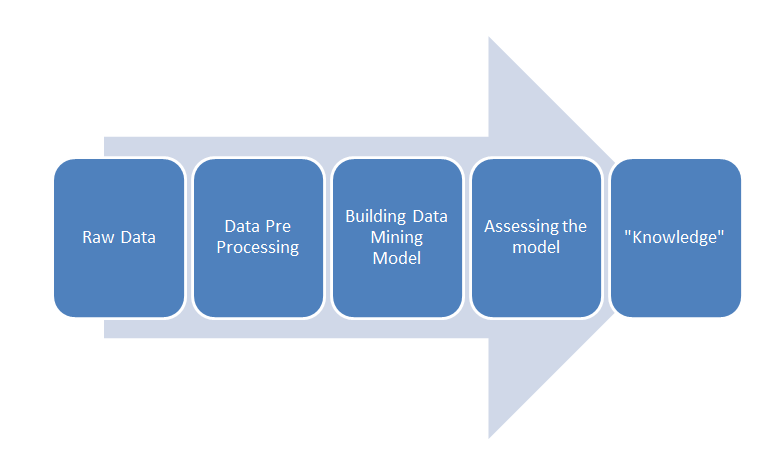 Raw Data
Data Pre
Processing
Building Data
Mining
Model
Assessing the
model
"Knowledge"